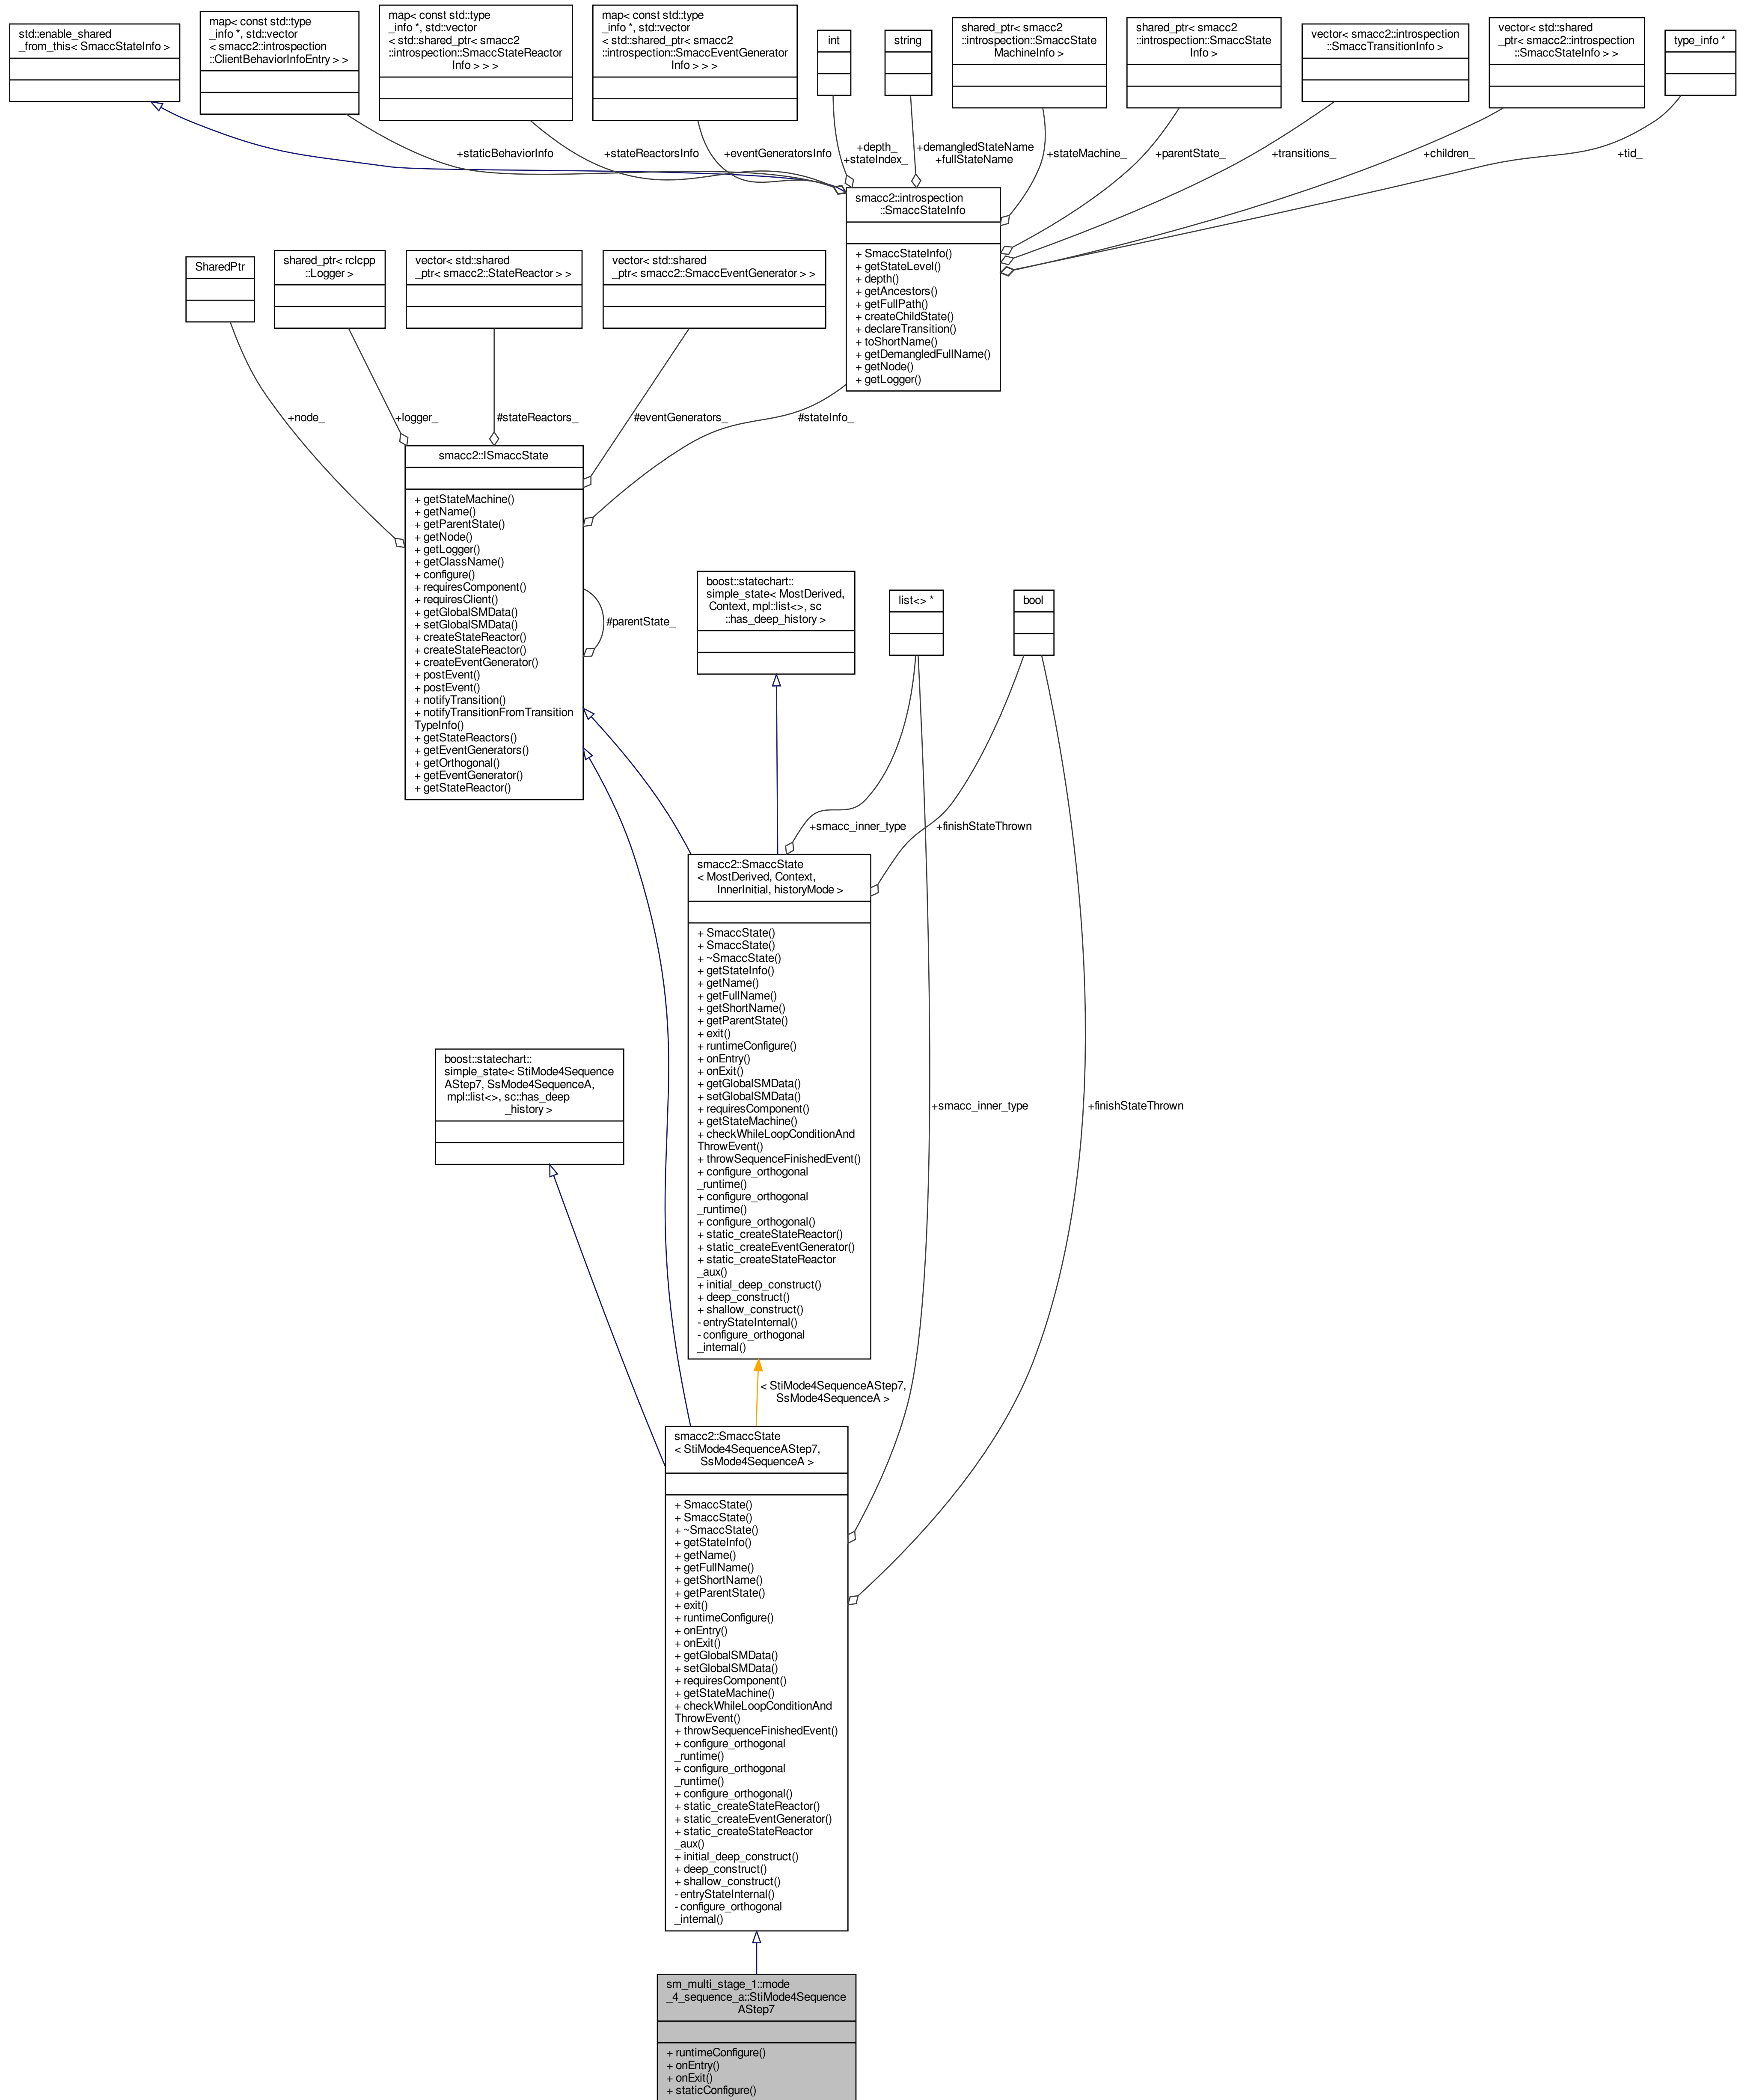 std::enable_shared
_from_this< SmaccStateInfo >
map< const std::type
_info *, std::vector
< smacc2::introspection
::ClientBehaviorInfoEntry > >
map< const std::type
_info *, std::vector
< std::shared_ptr< smacc2
::introspection::SmaccStateReactor
Info > > >
map< const std::type
_info *, std::vector
< std::shared_ptr< smacc2
::introspection::SmaccEventGenerator
Info > > >
int
string
shared_ptr< smacc2
::introspection::SmaccState
MachineInfo >
shared_ptr< smacc2
::introspection::SmaccState
Info >
vector< smacc2::introspection
::SmaccTransitionInfo >
vector< std::shared
_ptr< smacc2::introspection
::SmaccStateInfo > >
type_info *
+staticBehaviorInfo
+stateReactorsInfo
+eventGeneratorsInfo
+depth_
+stateIndex_
+demangledStateName
+fullStateName
+stateMachine_
+parentState_
+transitions_
+children_
+tid_
smacc2::introspection
::SmaccStateInfo
+ SmaccStateInfo()
+ getStateLevel()
+ depth()
+ getAncestors()
+ getFullPath()
+ createChildState()
+ declareTransition()
+ toShortName()
+ getDemangledFullName()
+ getNode()
+ getLogger()
SharedPtr
shared_ptr< rclcpp
::Logger >
vector< std::shared
_ptr< smacc2::StateReactor > >
vector< std::shared
_ptr< smacc2::SmaccEventGenerator > >
+node_
+logger_
#stateReactors_
#eventGenerators_
#stateInfo_
smacc2::ISmaccState
+ getStateMachine()
+ getName()
+ getParentState()
+ getNode()
+ getLogger()
+ getClassName()
+ configure()
+ requiresComponent()
+ requiresClient()
+ getGlobalSMData()
+ setGlobalSMData()
+ createStateReactor()
+ createStateReactor()
+ createEventGenerator()
+ postEvent()
+ postEvent()
+ notifyTransition()
+ notifyTransitionFromTransition
TypeInfo()
+ getStateReactors()
+ getEventGenerators()
+ getOrthogonal()
+ getEventGenerator()
+ getStateReactor()
#parentState_
boost::statechart::
simple_state< MostDerived,
Context, mpl::list<>, sc
::has_deep_history >
list<> *
bool
+smacc_inner_type
+finishStateThrown
smacc2::SmaccState
< MostDerived, Context,
InnerInitial, historyMode >
+ SmaccState()
+ SmaccState()
+ ~SmaccState()
+ getStateInfo()
+ getName()
+ getFullName()
+ getShortName()
+ getParentState()
+ exit()
+ runtimeConfigure()
+ onEntry()
+ onExit()
+ getGlobalSMData()
+ setGlobalSMData()
+ requiresComponent()
+ getStateMachine()
+ checkWhileLoopConditionAnd
ThrowEvent()
+ throwSequenceFinishedEvent()
+ configure_orthogonal
_runtime()
+ configure_orthogonal
_runtime()
+ configure_orthogonal()
+ static_createStateReactor()
+ static_createEventGenerator()
+ static_createStateReactor
_aux()
+ initial_deep_construct()
+ deep_construct()
+ shallow_construct()
- entryStateInternal()
- configure_orthogonal
_internal()
boost::statechart::
simple_state< StiMode4Sequence
AStep7, SsMode4SequenceA,
mpl::list<>, sc::has_deep
_history >
+smacc_inner_type
+finishStateThrown
< StiMode4SequenceAStep7,
SsMode4SequenceA >
smacc2::SmaccState
< StiMode4SequenceAStep7,
SsMode4SequenceA >
+ SmaccState()
+ SmaccState()
+ ~SmaccState()
+ getStateInfo()
+ getName()
+ getFullName()
+ getShortName()
+ getParentState()
+ exit()
+ runtimeConfigure()
+ onEntry()
+ onExit()
+ getGlobalSMData()
+ setGlobalSMData()
+ requiresComponent()
+ getStateMachine()
+ checkWhileLoopConditionAnd
ThrowEvent()
+ throwSequenceFinishedEvent()
+ configure_orthogonal
_runtime()
+ configure_orthogonal
_runtime()
+ configure_orthogonal()
+ static_createStateReactor()
+ static_createEventGenerator()
+ static_createStateReactor
_aux()
+ initial_deep_construct()
+ deep_construct()
+ shallow_construct()
- entryStateInternal()
- configure_orthogonal
_internal()
sm_multi_stage_1::mode
_4_sequence_a::StiMode4Sequence
AStep7
+ runtimeConfigure()
+ onEntry()
+ onExit()
+ staticConfigure()